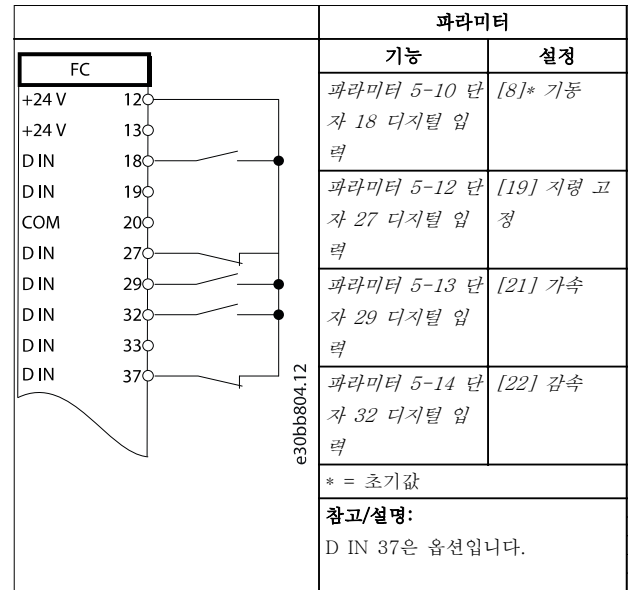 파라미터
기능 설정
FC
+24 V 12
+24 V 13
D IN 18
D IN 19
COM 20
D IN 27
D IN 29
D IN 32
D IN 33
D IN 37
e30bb804.12
파라미터 5-10 단 [8]* 기동
자 18 디지털 입
력
파라미터 5-12 단 [19] 지령 고
자 27 디지털 입 정
력
파라미터 5-13 단 [21] 가속
자 29 디지털 입
력
파라미터 5-14 단 [22] 감속
자 32 디지털 입
력
* = 초기값
참고/설명:
D IN 37은 옵션입니다.